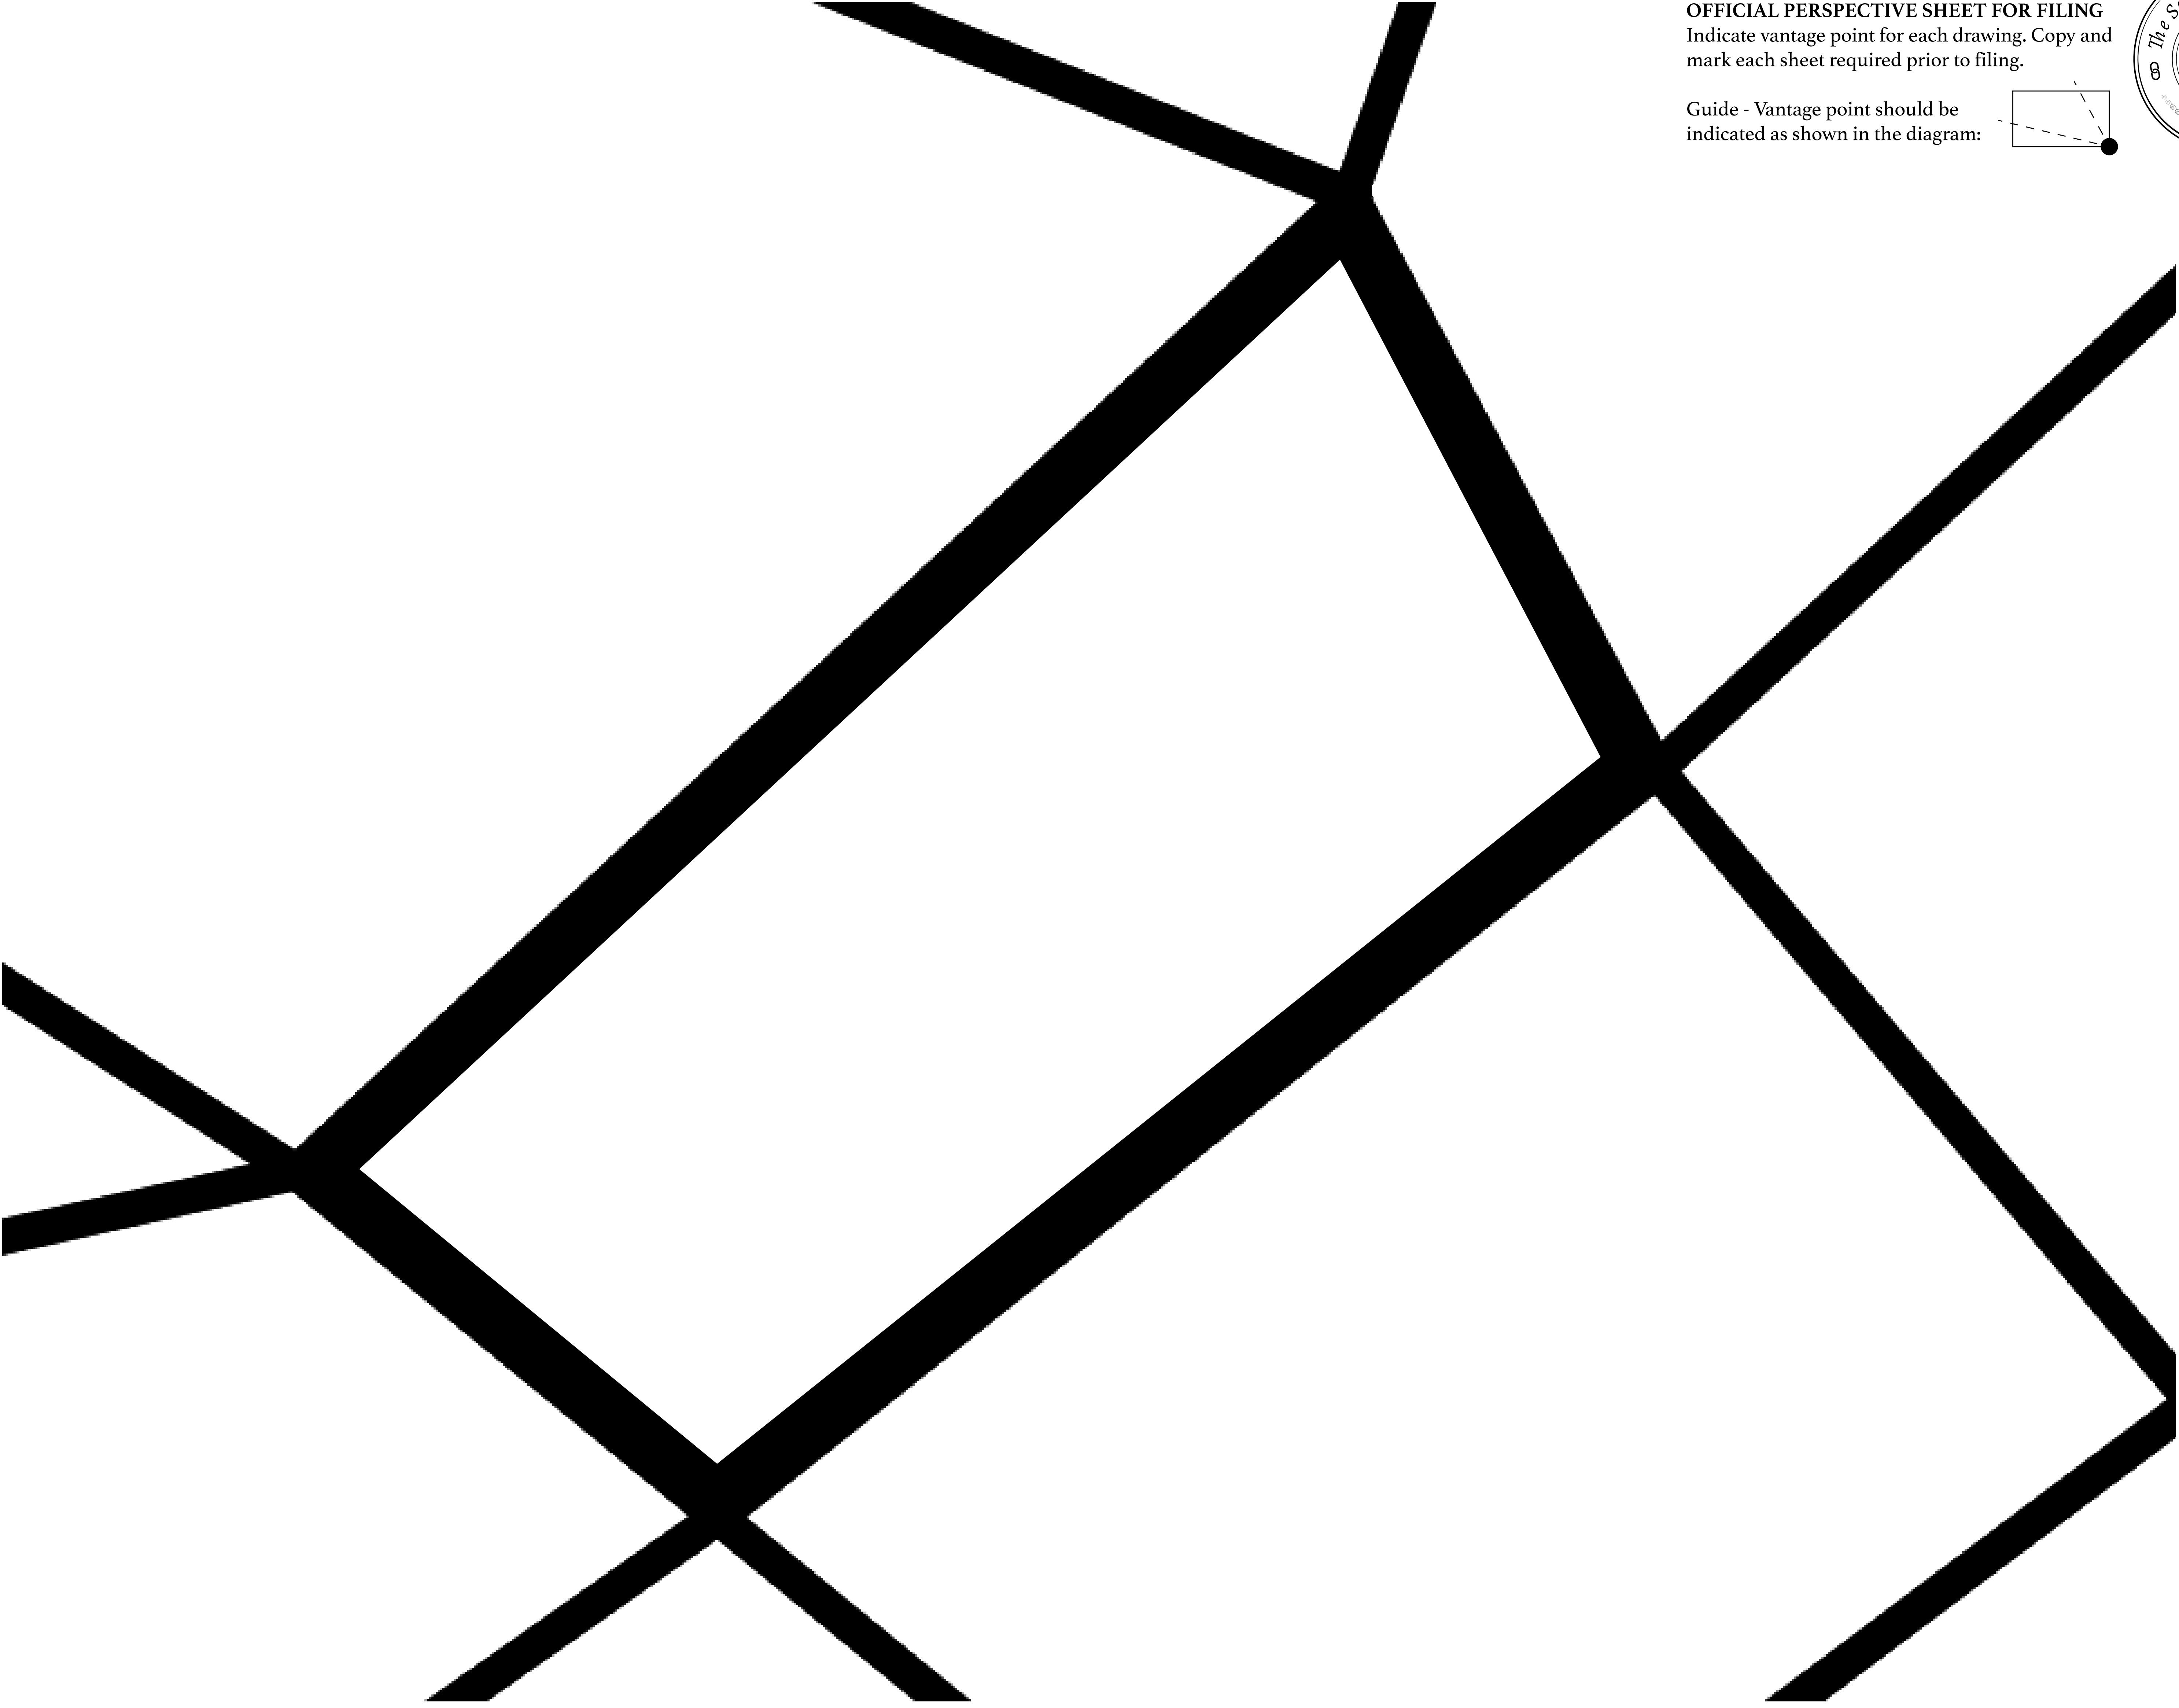 OFFICIAL PERSPECTIVE SHEET FOR FILING
Indicate vantage point for each drawing. Copy and
mark each sheet required prior to filing.
Guide - Vantage point should be
indicated as shown in the diagram:
The